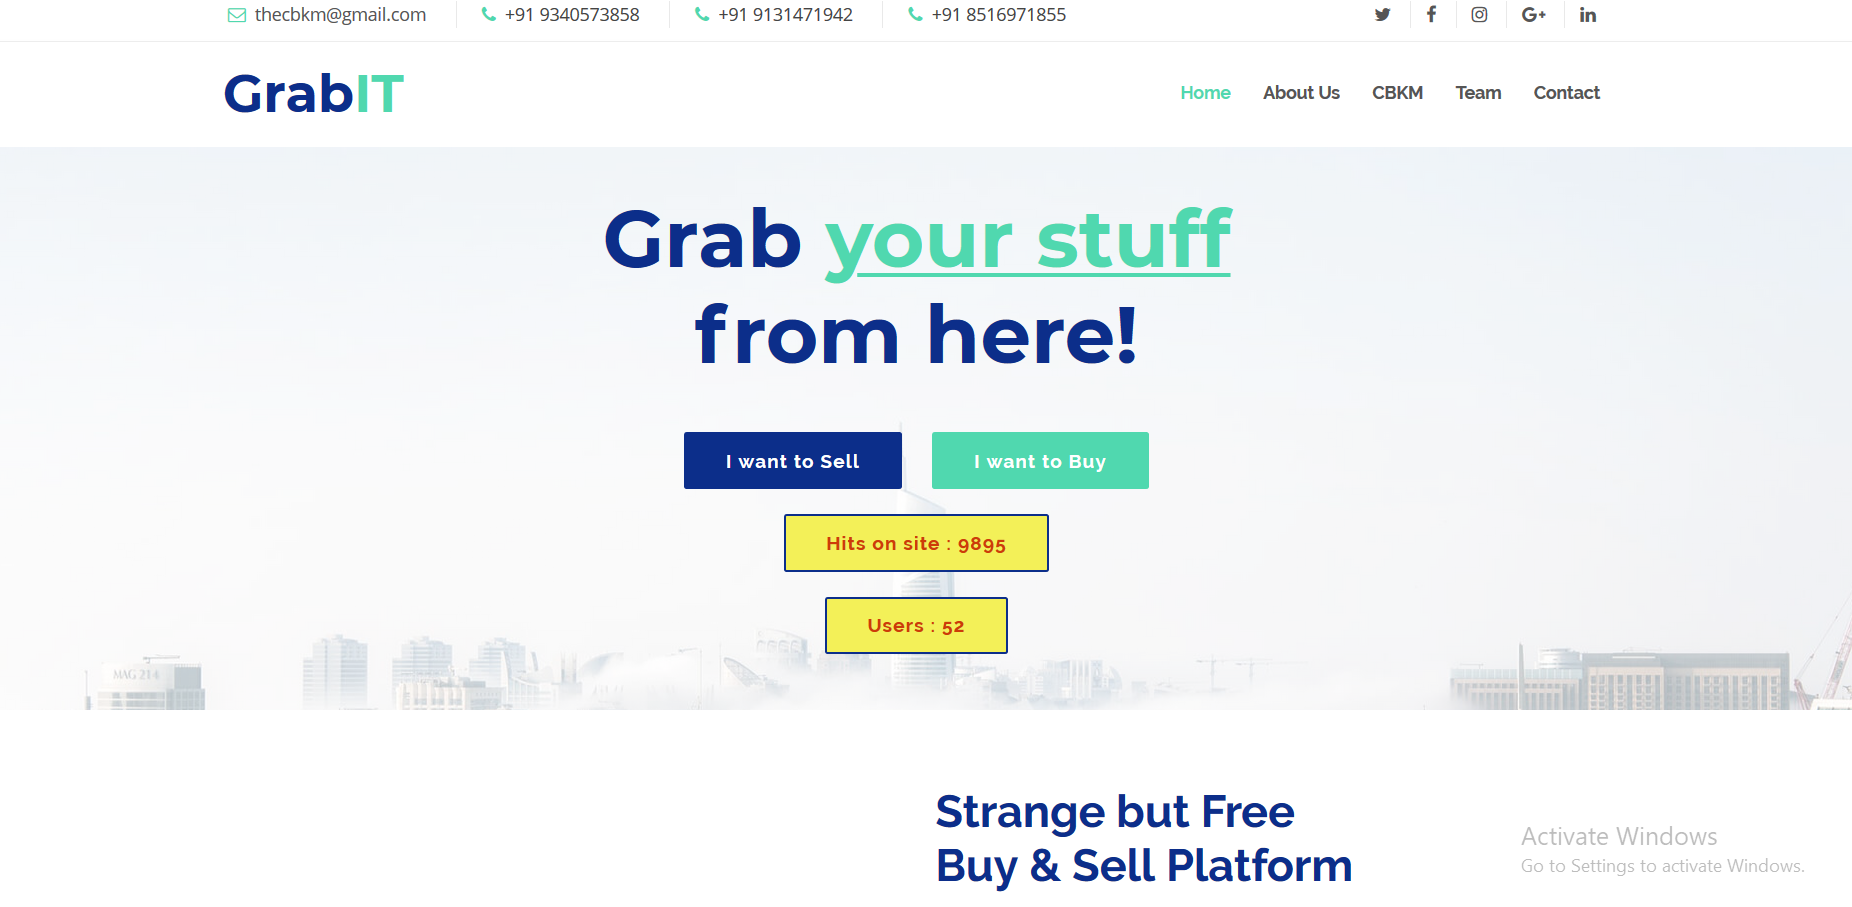 thecbkm@gmail.com +91 9340573858 +91 9131471942 +91 8516971855
GrabIT
Home About Us CBKM Team Contact
Grab your stuff
from here!
I want to Sell I want to Buy
Hits on site : 9895
Users : 52
MAG 214
Strange but Free
Buy & Sell Platform
Activate Windows
Go to Settings to activate Windows.